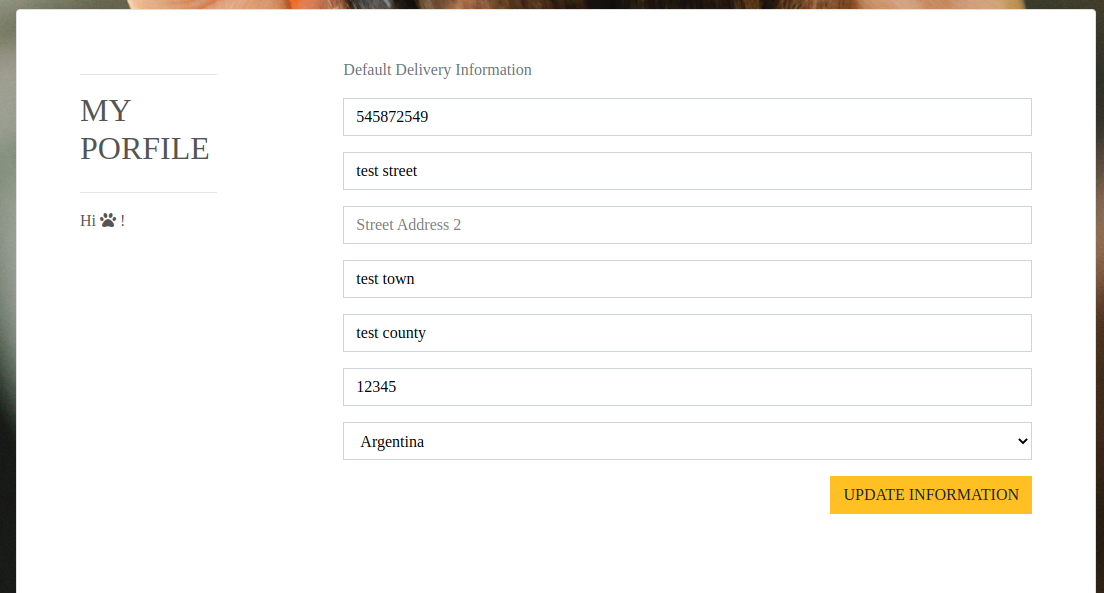 MY
PORFILE
Hi !
Default Delivery Information
545872549
test street
Street Address 2
test town
test county
12345
Argentina
UPDATE INFORMATION